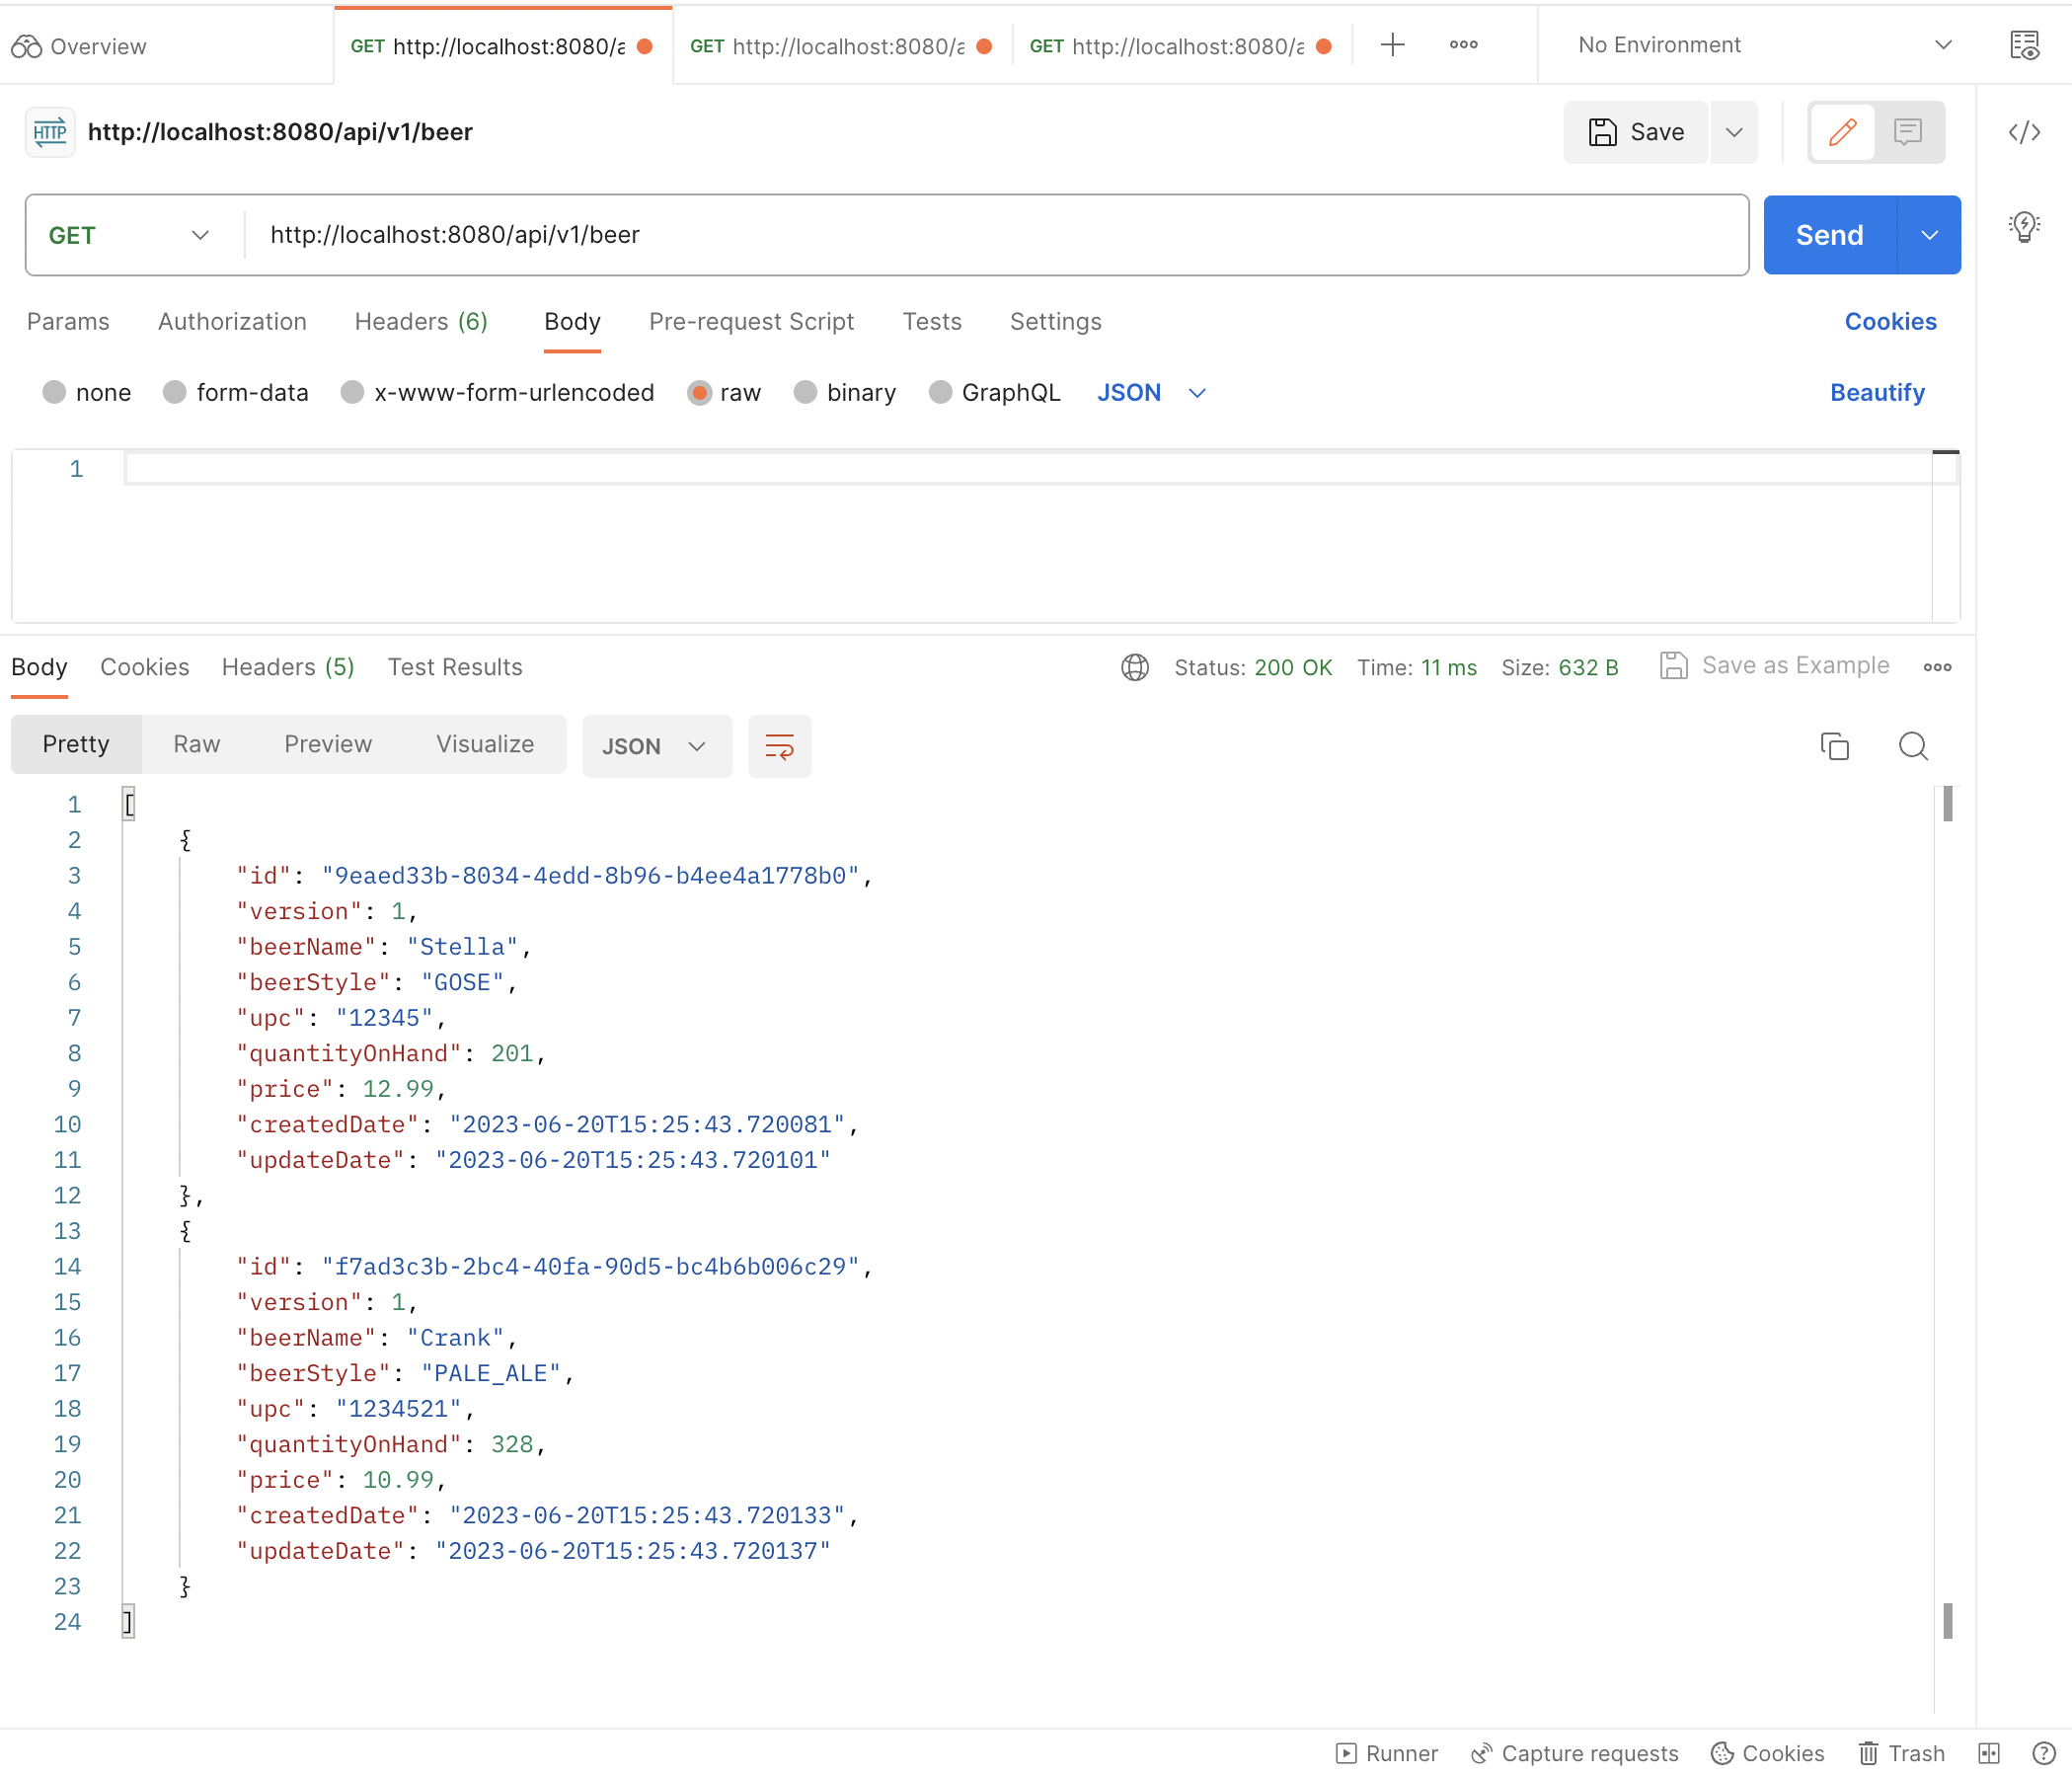 Overview
GET http://localhost:8080/a
GET http://localhost:8080/a
GET http://localhost:8080/a
No Environment
HTTP
http://localhost:8080/api/v1/beer
Save
GET
http://localhost:8080/api/v1/beer
Send
Params Authorization Headers (6) Body Pre-request Script Tests Settings Cookies
none form-data x-www-form-urlencoded raw binary GraphQL JSON Beautify
1
Body Cookies Headers (5) Test Results Status: 200 OK Time: 11 ms Size: 632 B Save as Example
Pretty Raw Preview Visualize JSON
1 [
2 {
3 "id": "9eaed33b-8034-4edd-8b96-b4ee4a1778b0",
4 "version": 1,
5 "beerName": "Stella",
6 "beerStyle": "GOSE",
7 "upc": "12345",
8 "quantityOnHand": 201,
9 "price": 12.99,
10 "createdDate": "2023-06-20T15:25:43.720081",
11 "updateDate": "2023-06-20T15:25:43.720101"
12 },
13 {
14 "id": "f7ad3c3b-2bc4-40fa-90d5-bc4b6b006c29",
15 "version": 1,
16 "beerName": "Crank",
17 "beerStyle": "PALE_ALE",
18 "upc": "1234521",
19 "quantityOnHand": 328,
20 "price": 10.99,
21 "createdDate": "2023-06-20T15:25:43.720133",
22 "updateDate": "2023-06-20T15:25:43.720137"
23 }
24 ]
Runner Capture requests Cookies Trash